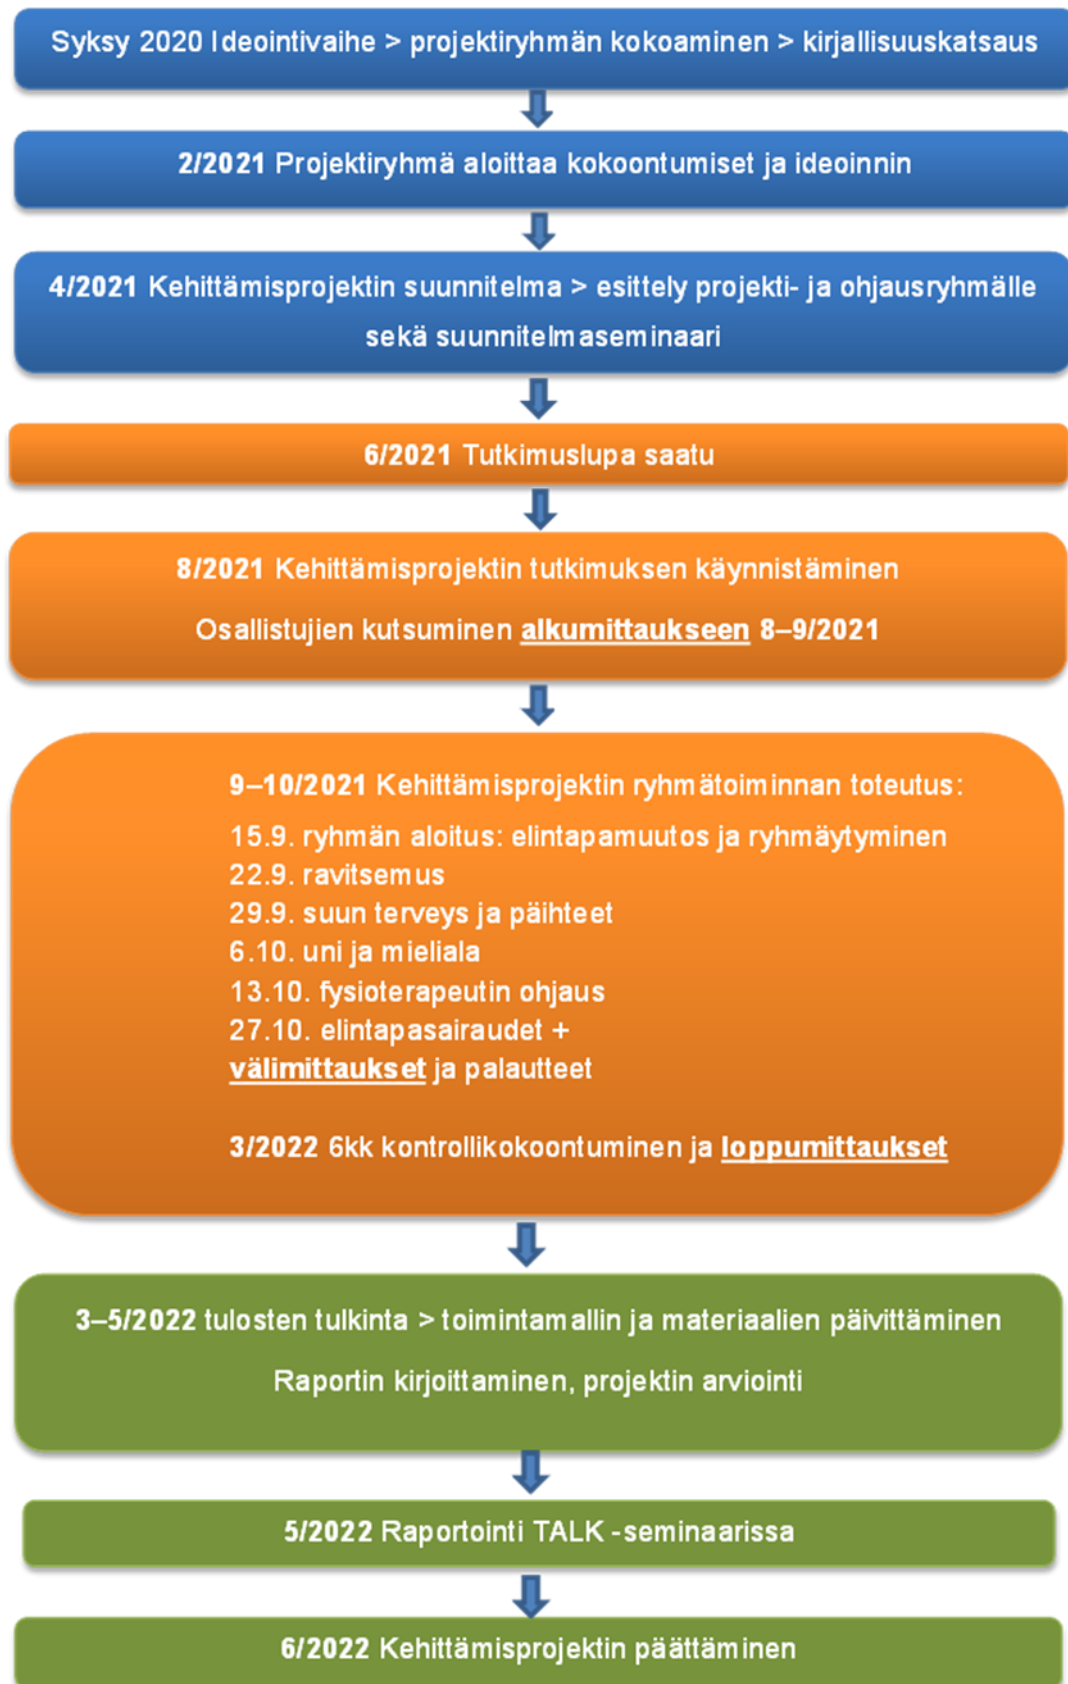 Syksy 2020 Ideointivaihe > projektiryhmän kokoaminen > kirjallisuuskatsaus
2/2021 Projektiryhmä aloittaa kokoontumiset ja ideoinnin
4/2021 Kehittämisprojektin suunnitelma > esittely projekti- ja ohjausryhmälle
sekä suunnitelmaseminaari
6/2021 Tutkimuslupa saatu
8/2021 Kehittämisprojektin tutkimuksen käynnistäminen
Osallistujien kutsuminen alkumittaukseen 8–9/2021
9–10/2021 Kehittämisprojektin ryhmätoiminnan toteutus:
15.9. ryhmän aloitus: elintapamuutos ja ryhmäytyminen
22.9. ravitsemus
29.9. suun terveys ja päihteet
6.10. uni ja mieliala
13.10. fysioterapeutin ohjaus
27.10. elintapasairaudet +
välimittaukset ja palautteet
3/2022 6kk kontrollikokoontuminen ja loppumittaukset
3–5/2022 tulosten tulkinta > toimintamallin ja materiaalien päivittäminen
Raportin kirjoittaminen, projektin arviointi
5/2022 Raportointi TALK -seminaarissa
6/2022 Kehittämisprojektin päättäminen